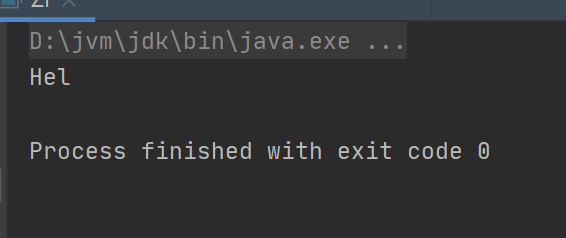 D:\jvm\jdk\bin\java.exe ...
Hel
Process finished with exit code 0